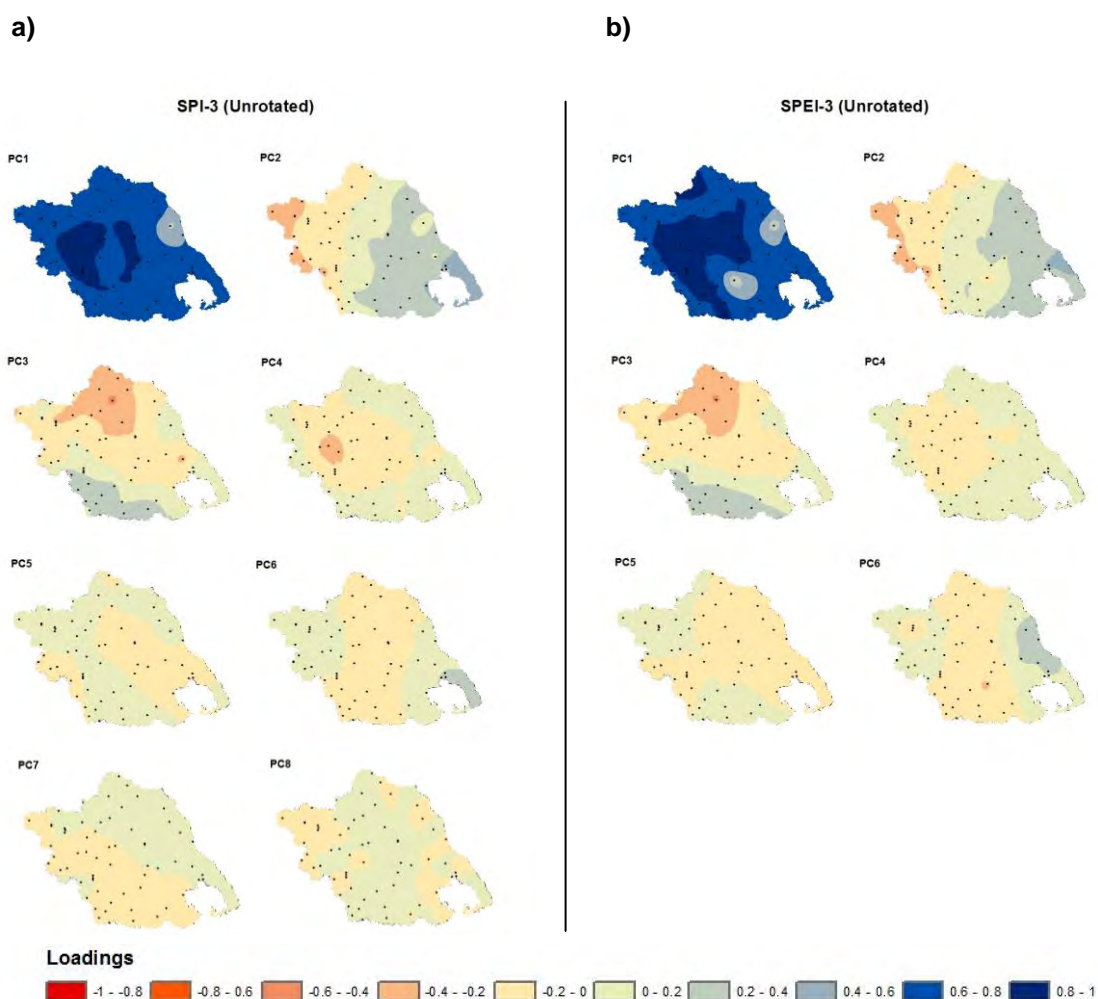 a) b)
SPI-3 (Unrotated) SPEI-3 (Unrotated)
PC1 PC2 PC1 PC2
PC3 PC4 PC3 PC4
PC5 PC6 PC5 PC6
PC7 PC8
Loadings
-1 - -0.8 -0.8 - 0.6 -0.6 - -0.4 -0.4 - -0.2 -0.2 - 0 0 - 0.2 0.2 - 0.4 0.4 - 0.6 0.6 - 0.8 0.8 - 1